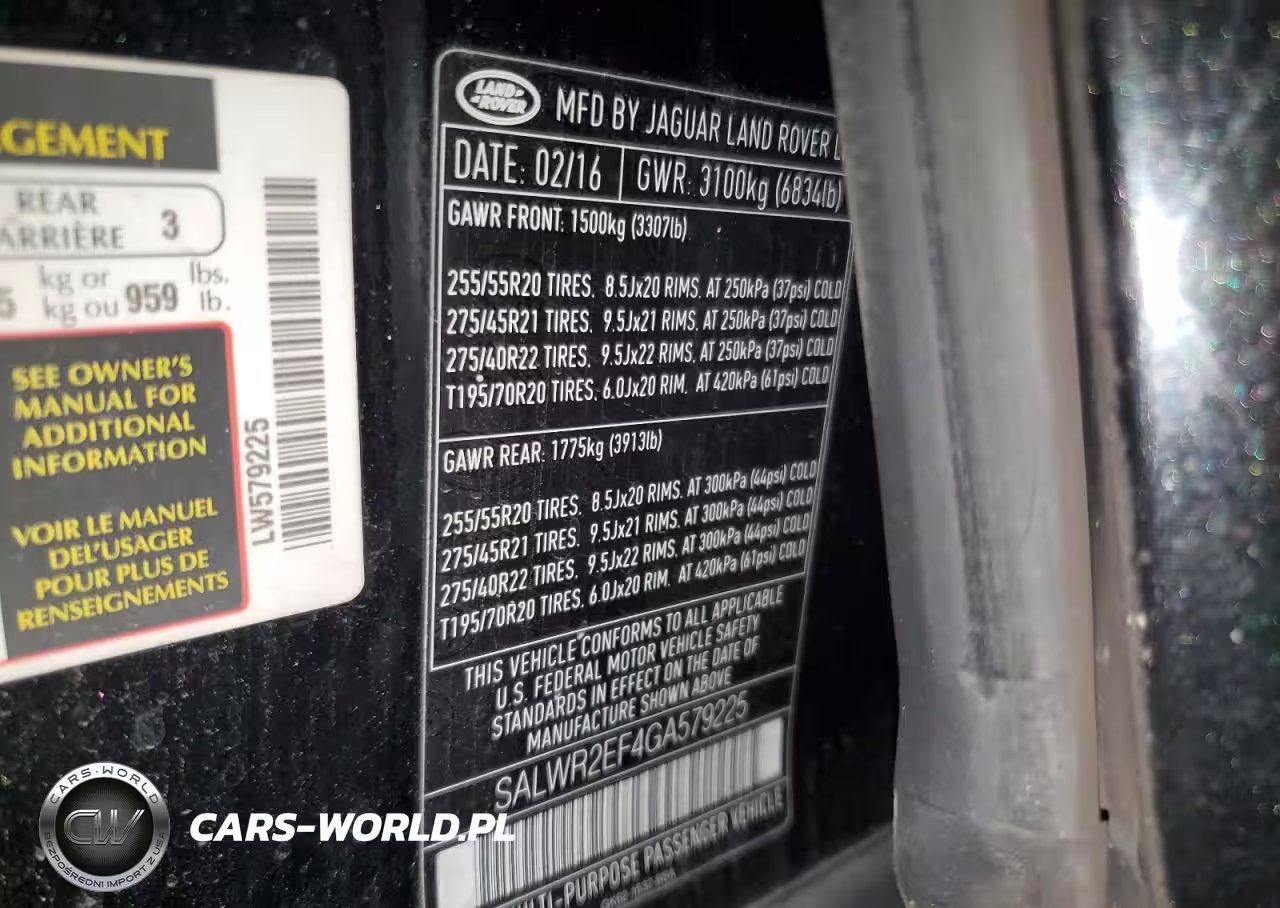 GEMENT
REAR
ARRIÈRE 3
5 kg or kg ou 959 lbs. lb.
SEE OWNER'S
MANUAL FOR
ADDITIONAL
INFORMATION
VOIR LE MANUEL
DEL'USAGER
POUR PLUS DE
RENSEIGNEMENTS
LW579225
LAND
ROVER
MFD BY JAGUAR LAND ROVER L
DATE: 02/16 GWR: 3100kg (6834lb)
GAWR FRONT: 1500kg (3307lb)
255/55R20 TIRES. 8.5Jx20 RIMS. AT 250kPa (37psi) COLD
275/45R21 TIRES. 9.5Jx21 RIMS. AT 250kPa (37psi) COLD
275/40R22 TIRES. 9.5Jx22 RIMS. AT 250kPa (37psi) COLD
T195/70R20 TIRES. 6.0Jx20 RIM. AT 420kPa (61psi) COLD
GAWR REAR: 1775kg (3913lb)
255/55R20 TIRES. 8.5Jx20 RIMS. AT 300kPa (44psi) COLD
275/45R21 TIRES. 9.5Jx21 RIMS. AT 300kPa (44psi) COLD
275/40R22 TIRES. 9.5Jx22 RIMS. AT 300kPa (44psi) COLD
T195/70R20 TIRES. 6.0Jx20 RIM. AT 420kPa (61psi) COLD
THIS VEHICLE CONFORMS TO ALL APPLICABLE
U.S. FEDERAL MOTOR VEHICLE SAFETY
STANDARDS IN EFFECT ON THE DATE OF
MANUFACTURE SHOWN ABOVE
SALWR2EF4GA579225
LTI-PURPOSE PASSENGER VEHICLE
CARS-WORLD
CW
BEZPOŚREDNI IMPORT Z USA
CARS-WORLD.PL